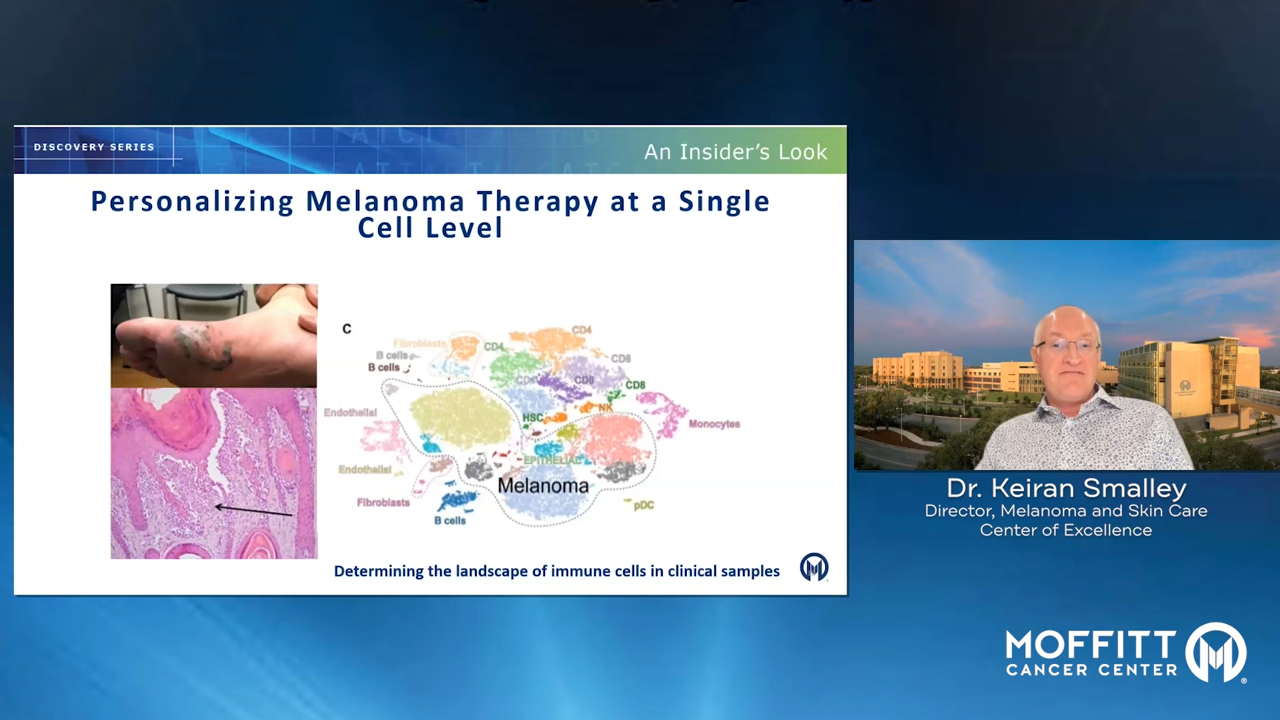 DISCOVERY SERIES
An Insider's Look
Personalizing Melanoma Therapy at a Single
Cell Level
C
Fibroblasts
CD4
CD4
B cells
CD8
B cells
CD8
CD8
Endothelial
HSC
NK
Monocytes
EPITHELIAL
Endothelial
Melanoma
Fibroblasts
B cells
pDC
Determining the landscape of immune cells in clinical samples
Dr. Keiran Smalley
Director, Melanoma and Skin Care
Center of Excellence
MOFFITT
CANCER CENTER